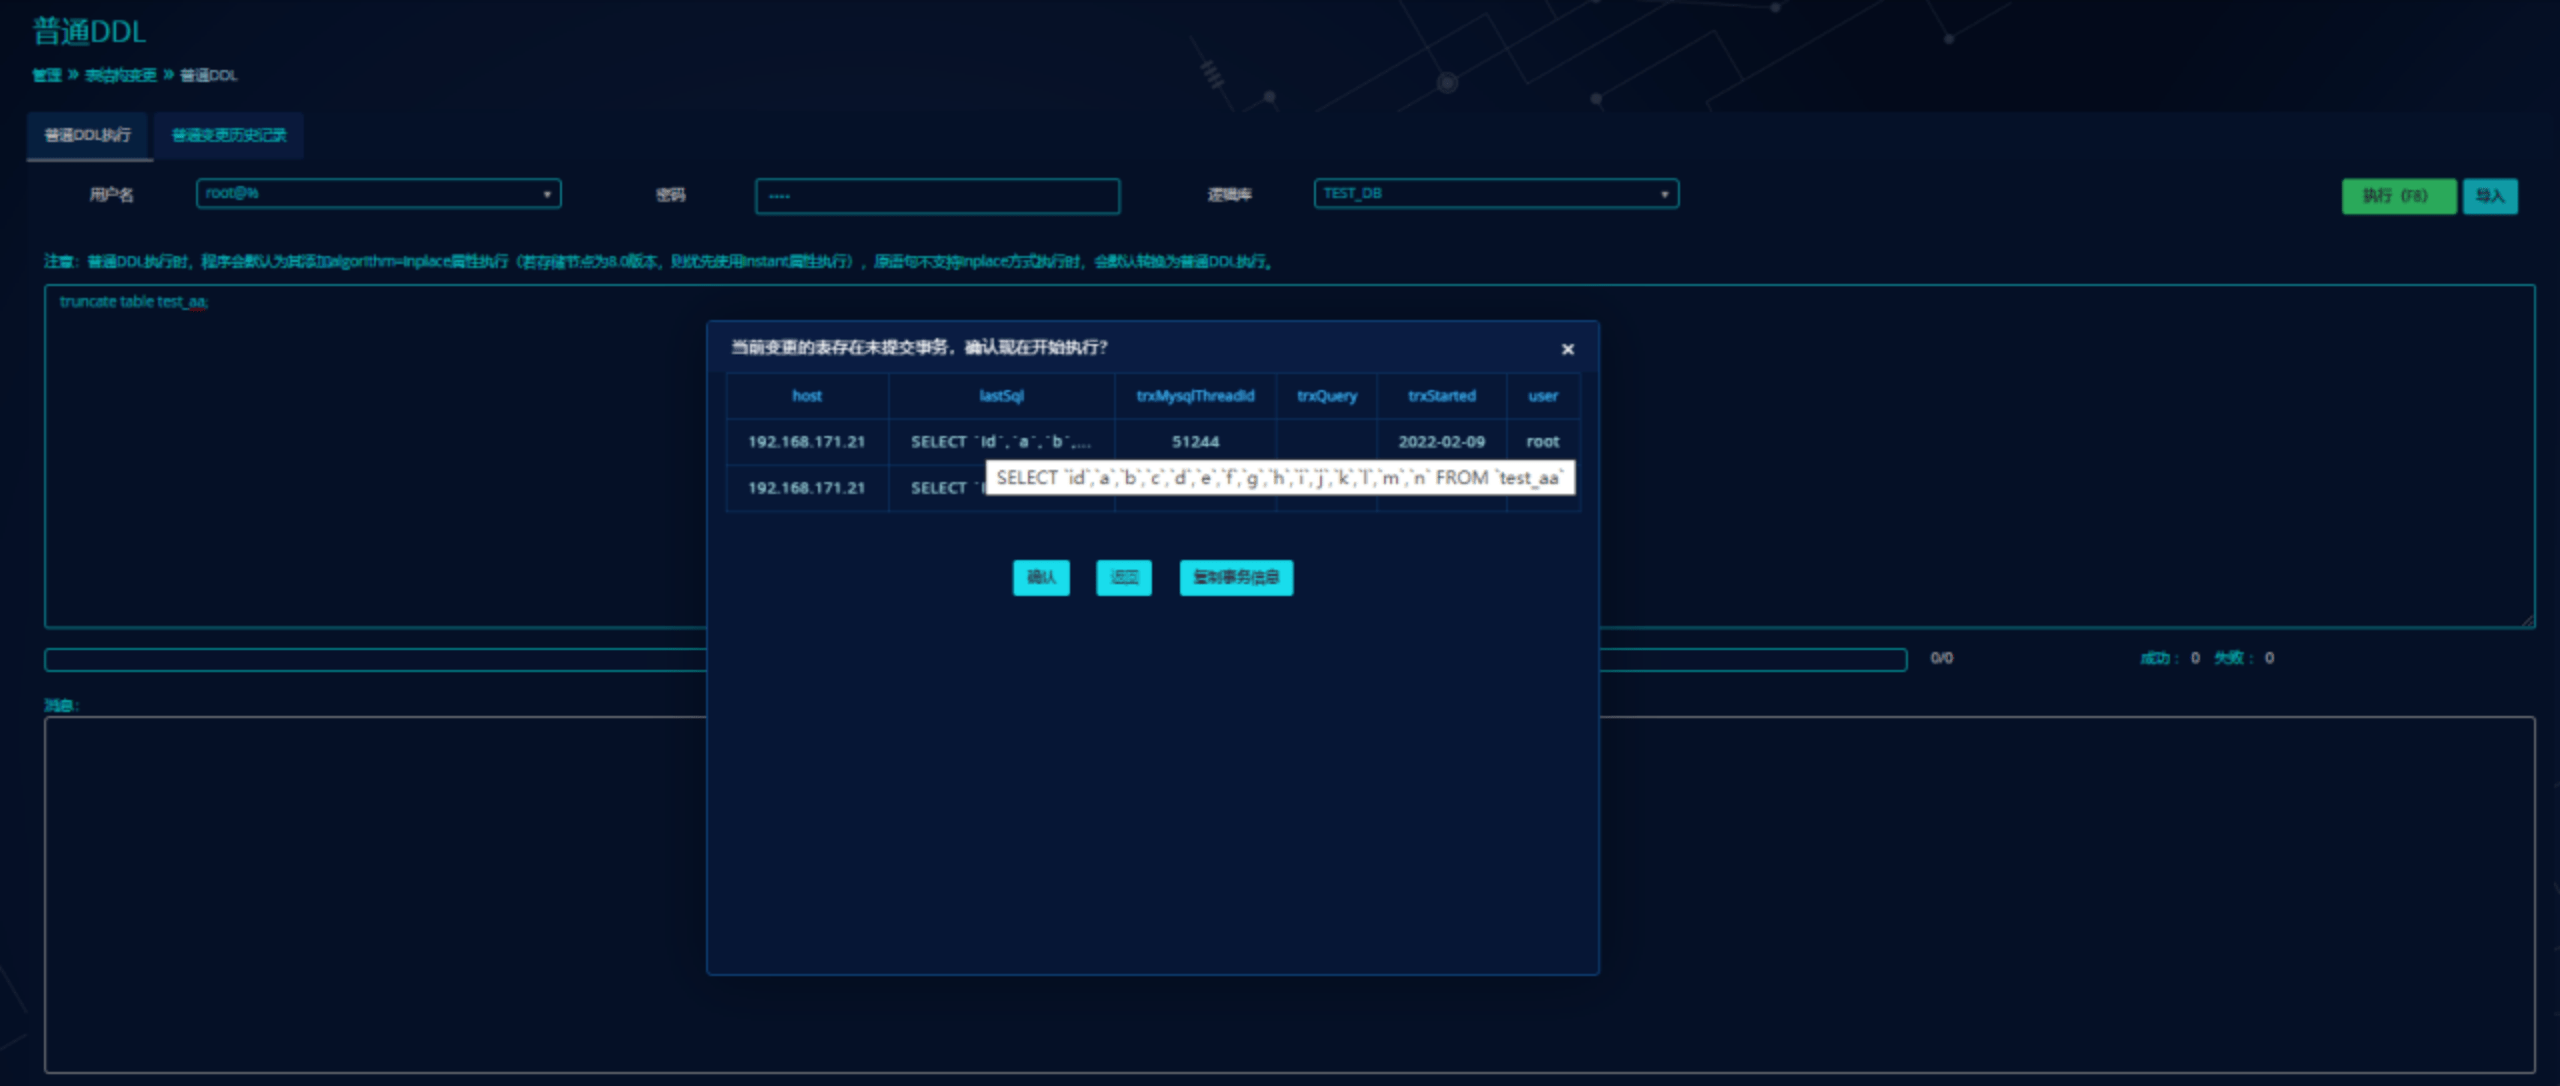 普通DDL
管理 » 表结构变更 » 普通DDL
普通DDL执行 普通变更历史记录
用户名 root@% 密码 •••• 逻辑库 TEST_DB 执行（F8） 导入
注意：普通DDL执行时，程序会默认为其添加algorithm=inplace属性执行（若存储节点为8.0版本，则优先使用instant属性执行），原语句不支持inplace方式执行时，会默认转换为普通DDL执行。
truncate table test_aa;
当前变更的表存在未提交事务，确认现在开始执行？ ×
host lastSql trxMysqlThreadId trxQuery trxStarted user
192.168.171.21 SELECT `id`,`a`,`b`,... 51244 2022-02-09 root
SELECT `id`,`a`,`b`,`c`,`d`,`e`,`f`,`g`,`h`,`i`,`j`,`k`,`l`,`m`,`n` FROM `test_aa`
192.168.171.21 SELECT
确认 返回 复制事务信息
0/0 成功： 0 失败： 0
消息：